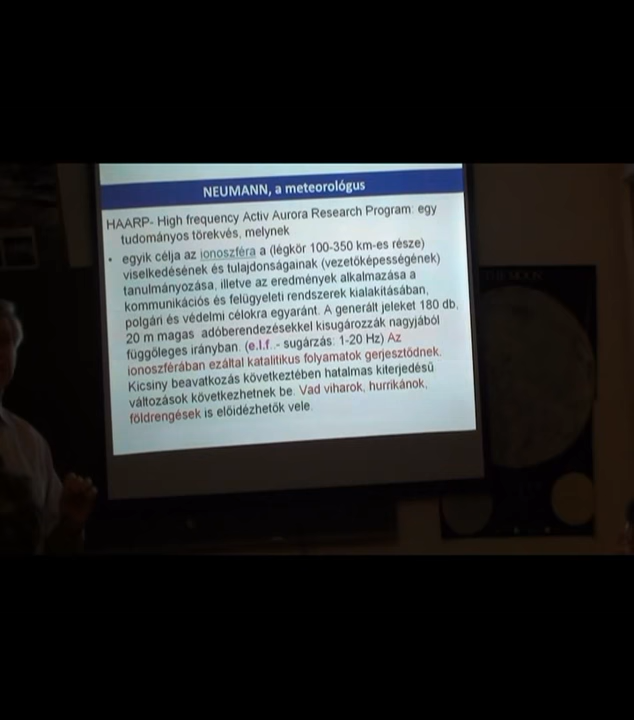 NEUMANN, a meteorológus
HAARP- High frequency Activ Aurora Research Program: egy
tudományos törekvés, melynek
• egyik célja az ionoszféra a (légkör 100-350 km-es része)
viselkedésének és tulajdonságainak (vezetőképességének)
tanulmányozása, illetve az eredmények alkalmazása a
kommunikációs és felügyeleti rendszerek kialakításában,
polgári és védelmi célokra egyaránt. A generált jeleket 180 db,
20 m magas adóberendezésekkel kisugározzák nagyjából
függőleges irányban. (e.l.f. - sugárzás: 1-20 Hz) Az
ionoszférában ezáltal katalitikus folyamatok gerjesztődnek.
Kicsiny beavatkozás következtében hatalmas kiterjedésű
változások következhetnek be. Vad viharok, hurrikánok,
földrengések is előidézhetők vele.
THE MOON